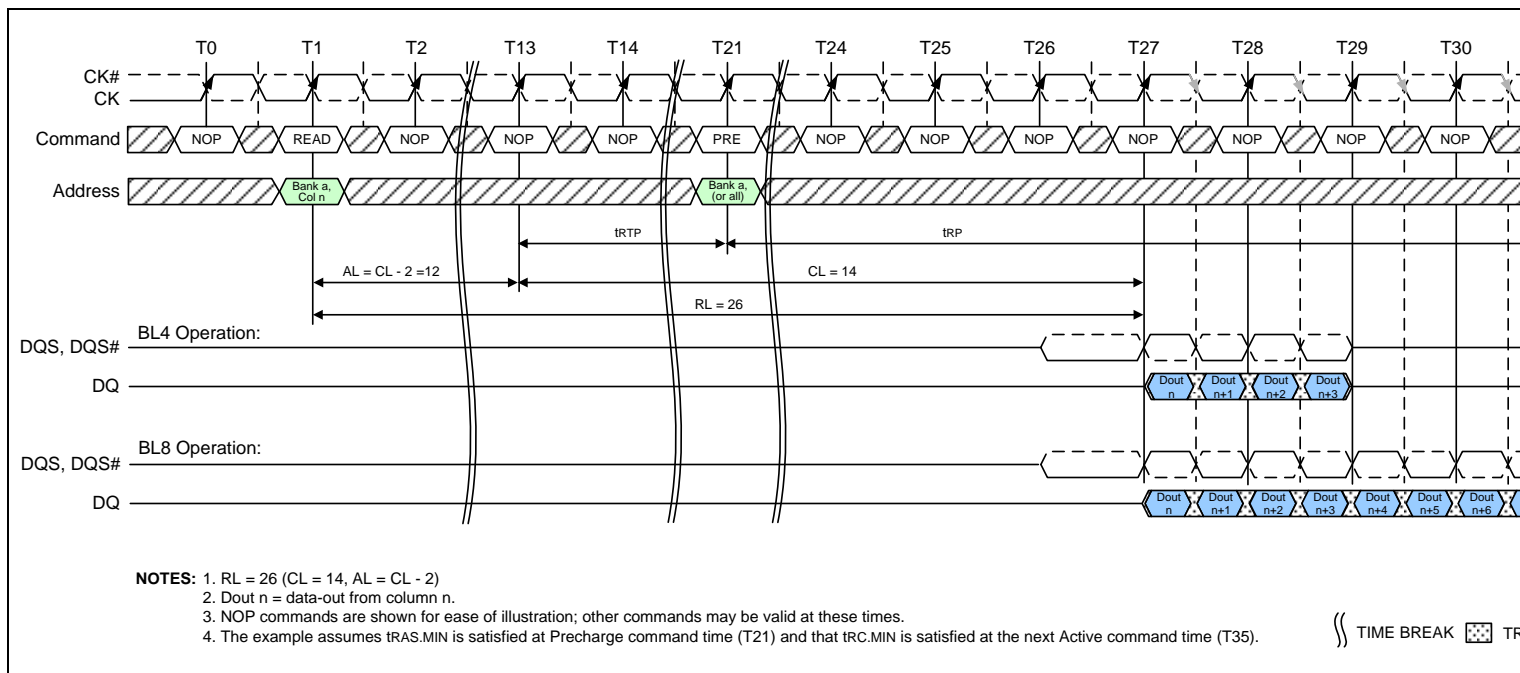 T0 T1 T2 T13 T14 T21 T24 T25 T26 T27 T28 T29 T30
CK#
CK
Command NOP READ NOP NOP NOP PRE NOP NOP NOP NOP NOP NOP NOP
Address Bank a, Col n Bank a, (or all)
tRTP tRP
AL = CL - 2 =12 CL = 14
RL = 26
BL4 Operation:
DQS, DQS#
DQ Dout n Dout n+1 Dout n+2 Dout n+3
BL8 Operation:
DQS, DQS#
DQ Dout n Dout n+1 Dout n+2 Dout n+3 Dout n+4 Dout n+5 Dout n+6
NOTES: 1. RL = 26 (CL = 14, AL = CL - 2)
2. Dout n = data-out from column n.
3. NOP commands are shown for ease of illustration; other commands may be valid at these times.
4. The example assumes tRAS.MIN is satisfied at Precharge command time (T21) and that tRC.MIN is satisfied at the next Active command time (T35).
TIME BREAK TR